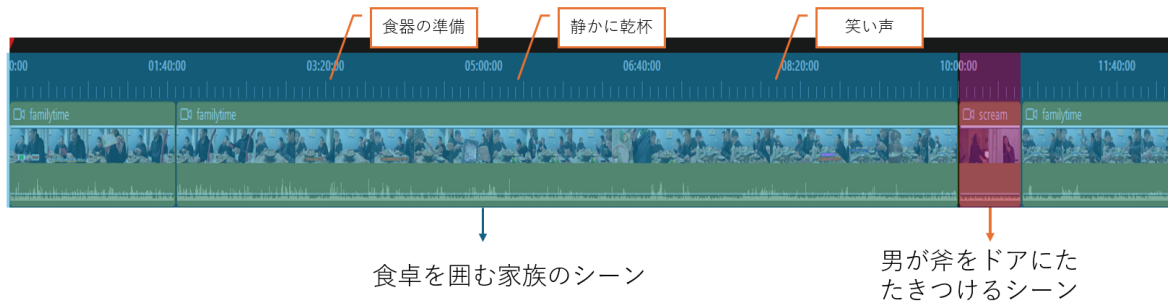 食器の準備
静かに乾杯
笑い声
0:00
01:40:00
03:20:00
05:00:00
06:40:00
08:20:00
10:00:00
11:40:00
familytime
familytime
scream
familytime
食卓を囲む家族のシーン
男が斧をドアにた
たきつけるシーン